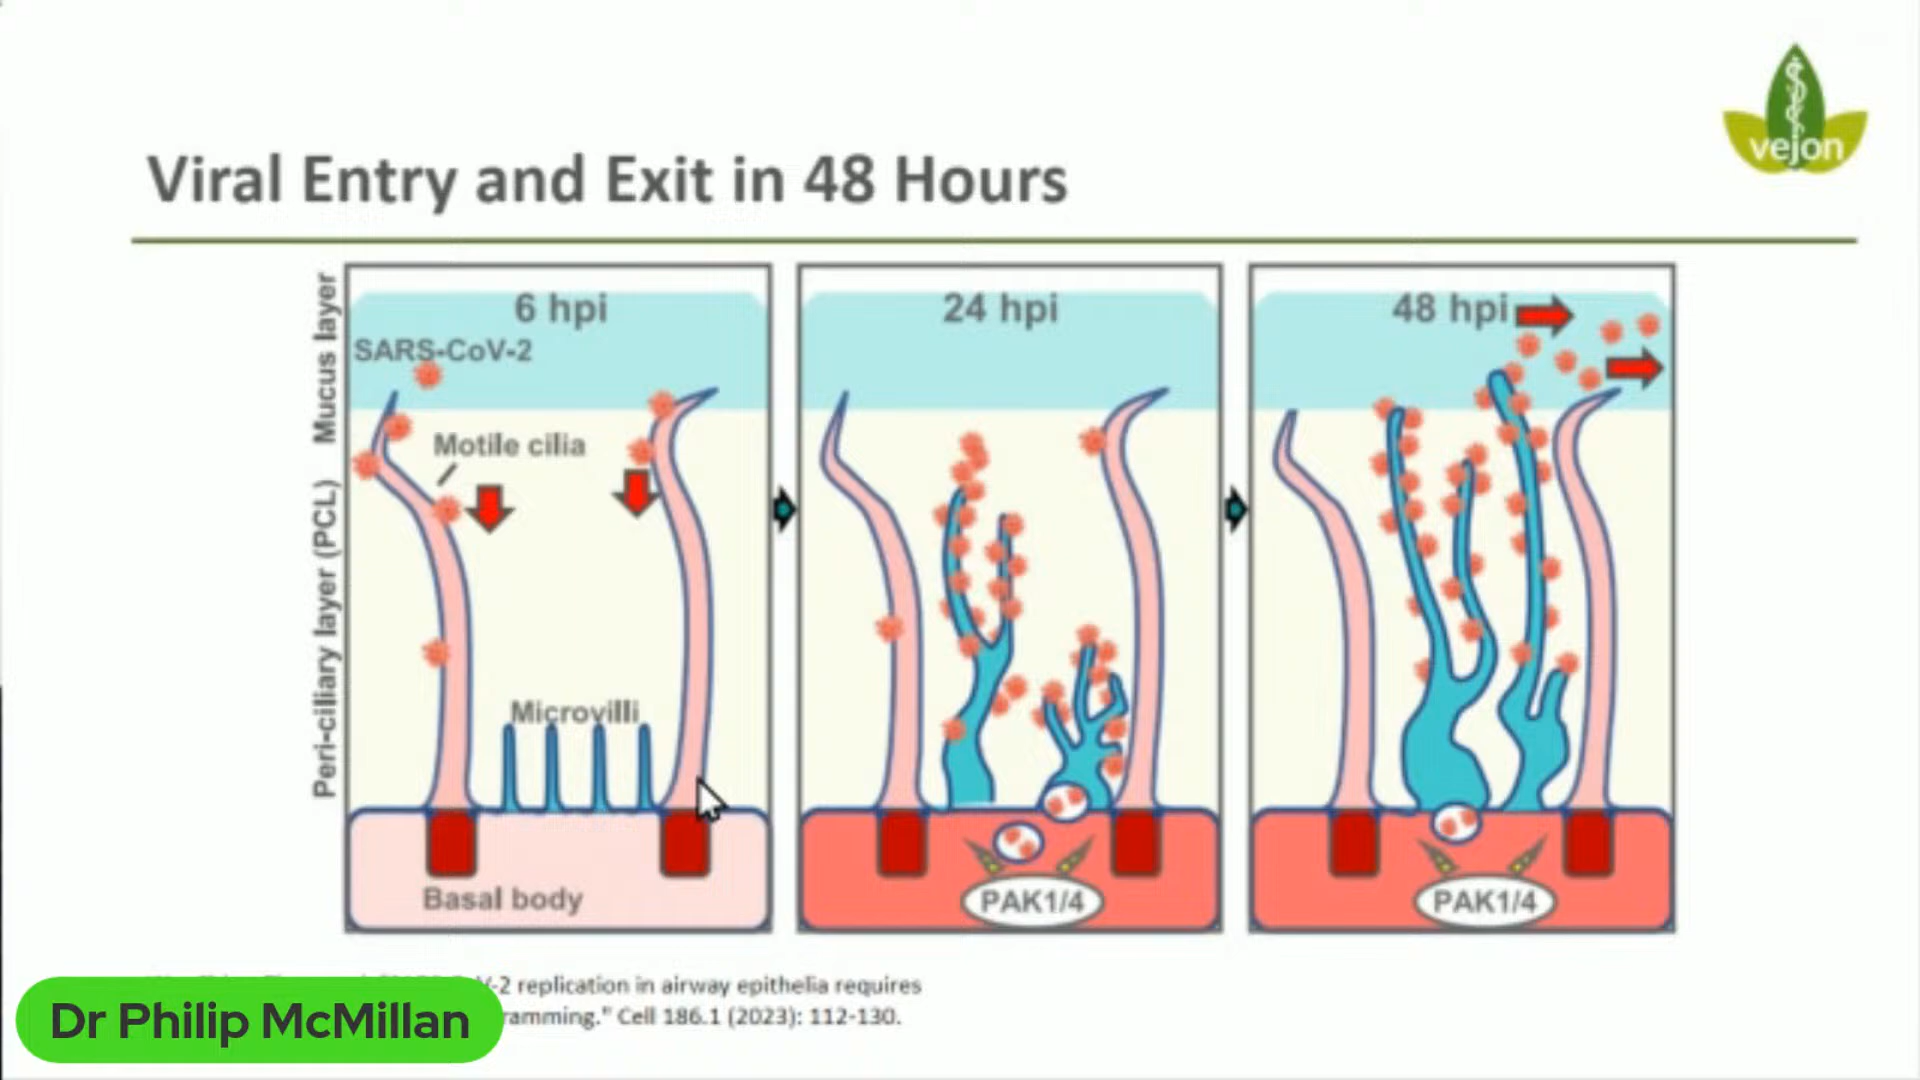 vejon
Viral Entry and Exit in 48 Hours
Mucus layer
Peri-ciliary layer (PCL)
6 hpi
SARS-CoV-2
Motile cilia
Microvilli
Basal body
24 hpi
PAK1/4
48 hpi
PAK1/4
V-2 replication in airway epithelia requires
ramming." Cell 186.1 (2023): 112-130.
Dr Philip McMillan